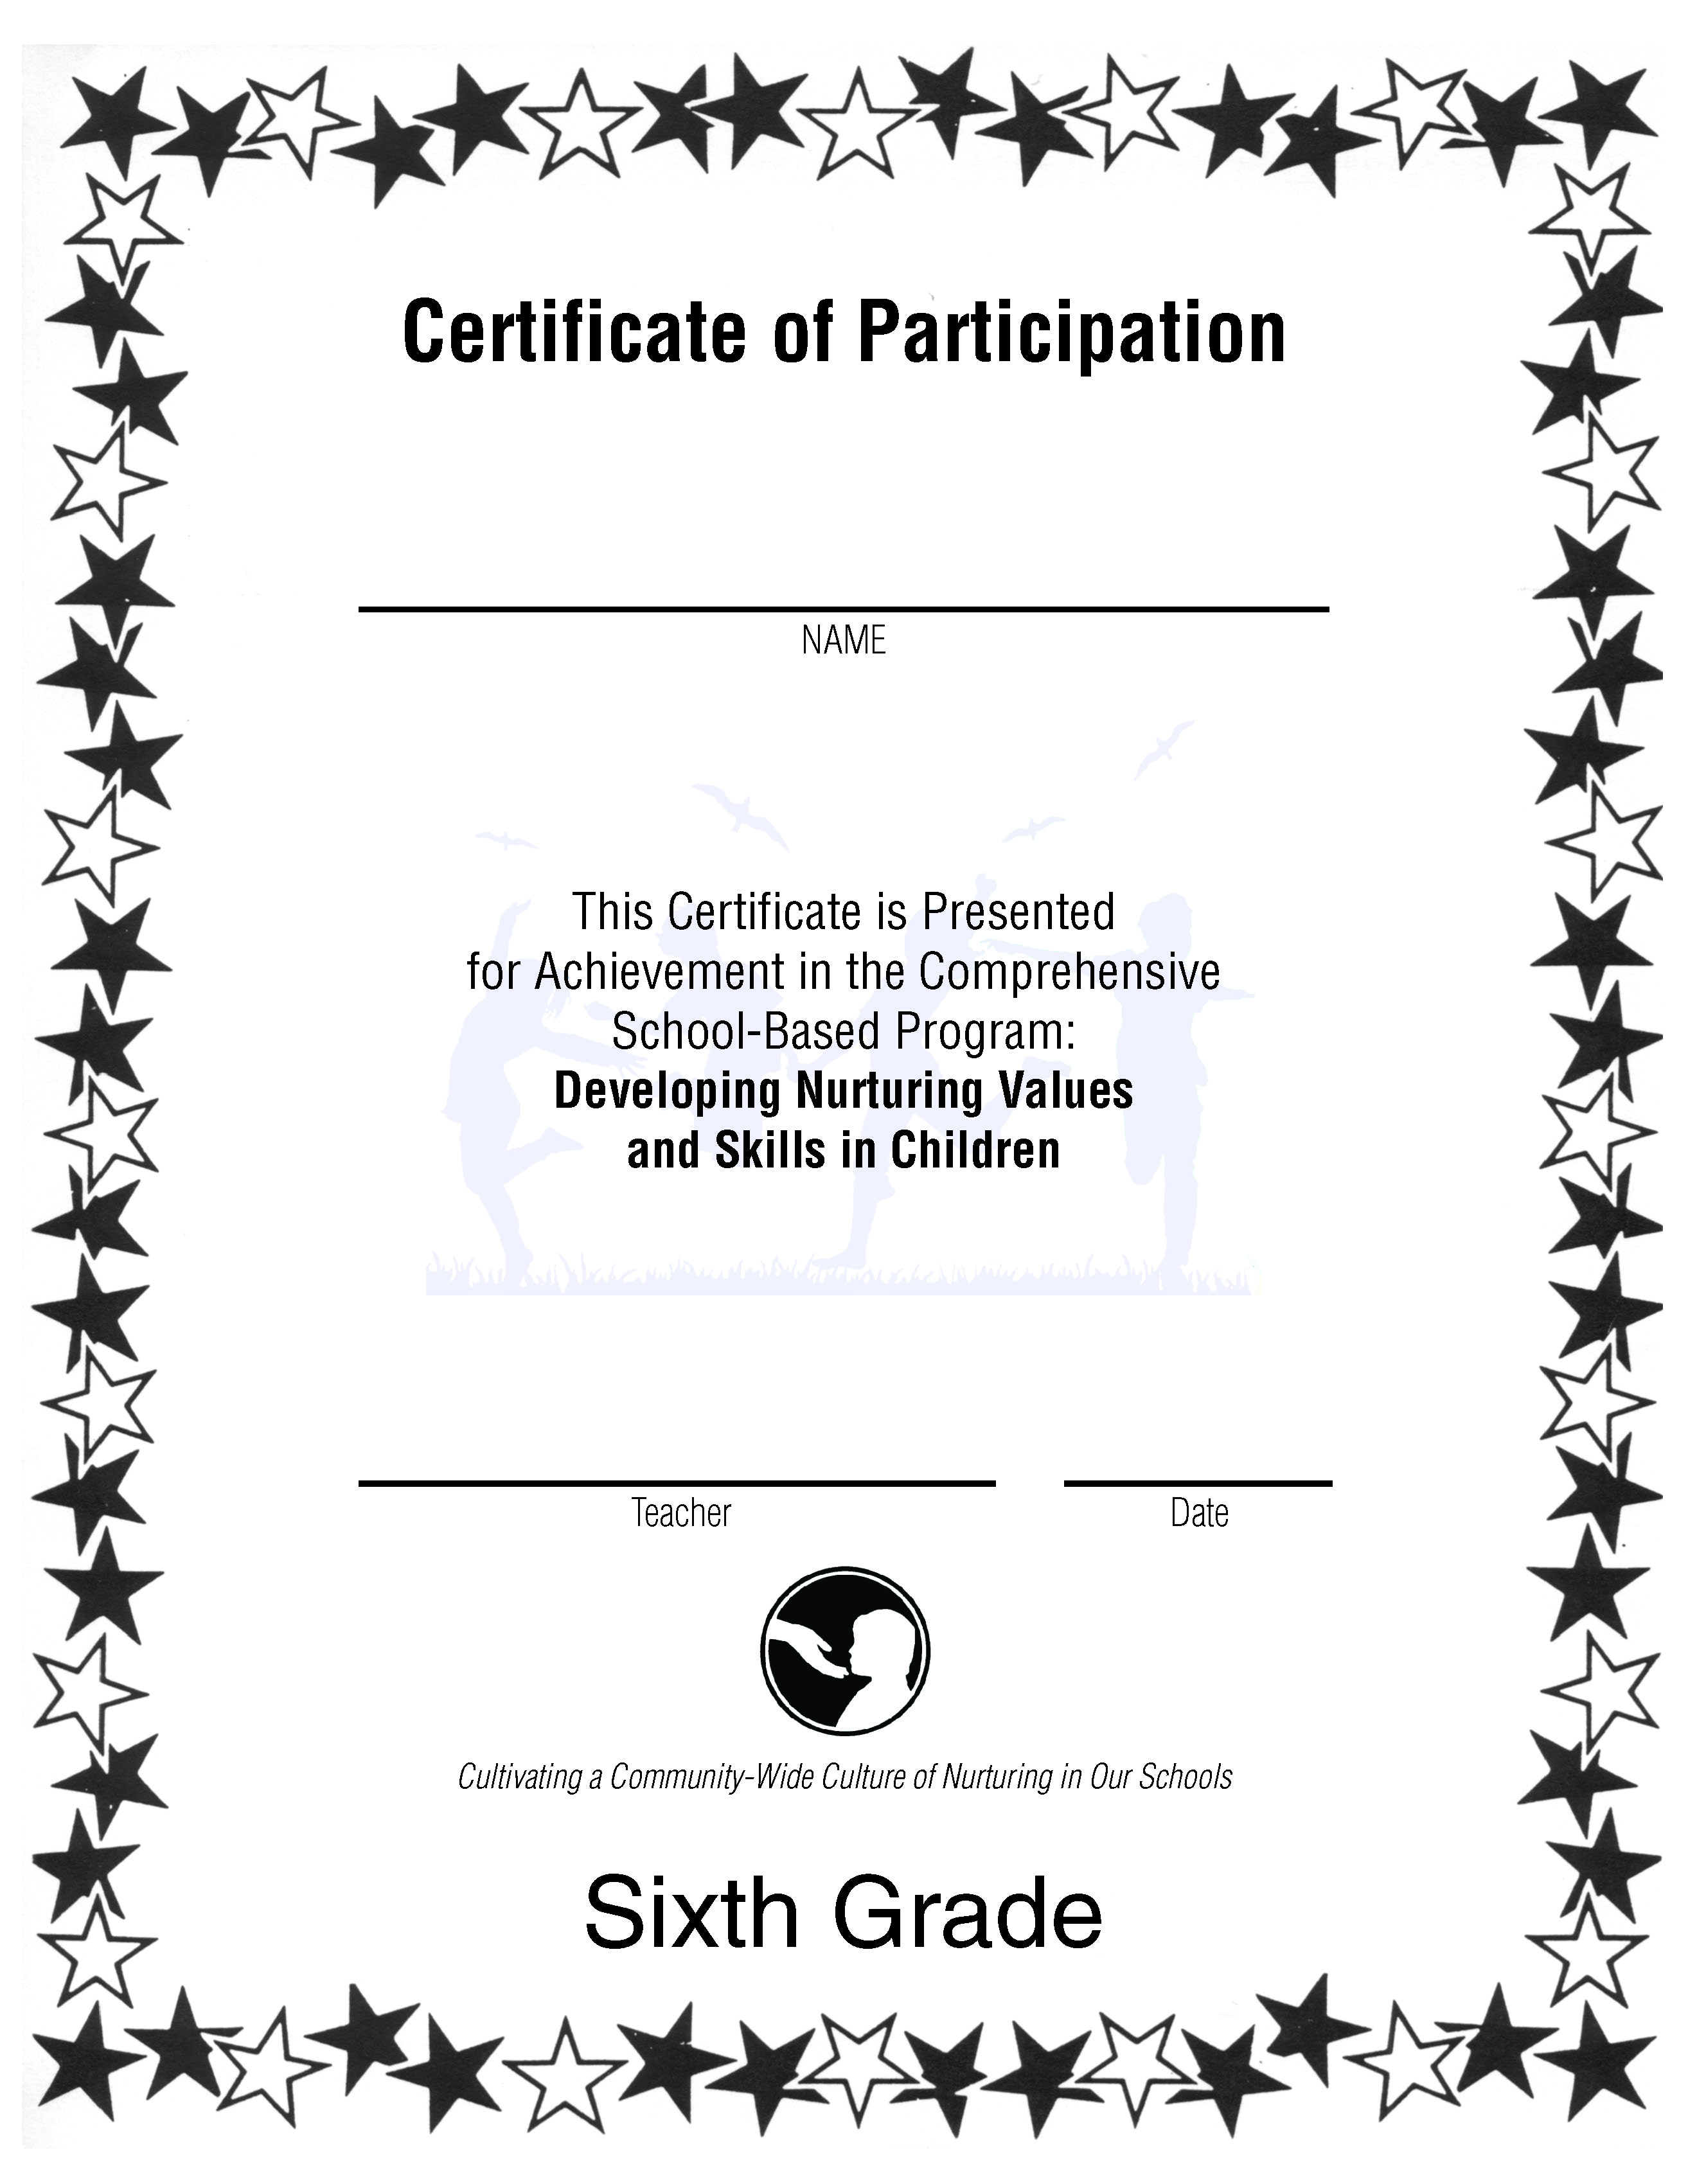 Certificate of Participation
NAME
This Certificate is Presented
for Achievement in the Comprehensive
School-Based Program:
Developing Nurturing Values
and Skills in Children
Teacher Date
Cultivating a Community-Wide Culture of Nurturing in Our Schools
Sixth Grade